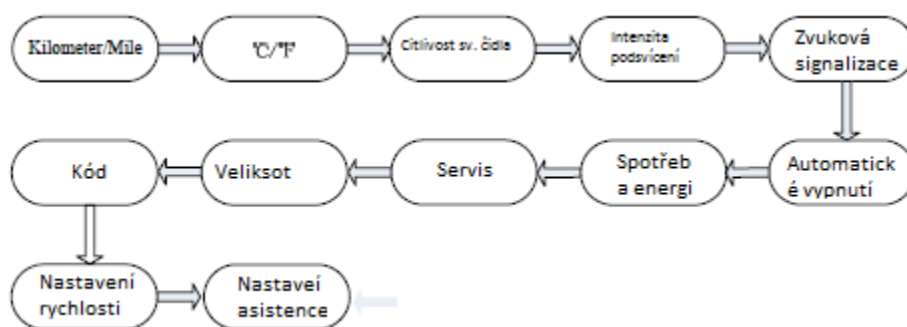 Kilometer/Mile
℃/℉
Citlivost sv. čidla
Intenzita
podsvícení
Zvuková
signalizace
Automatick
é vypnutí
Spotřeb
a energi
Servis
Veliksot
Kód
Nastavení
rychlosti
Nastaveí
asistence